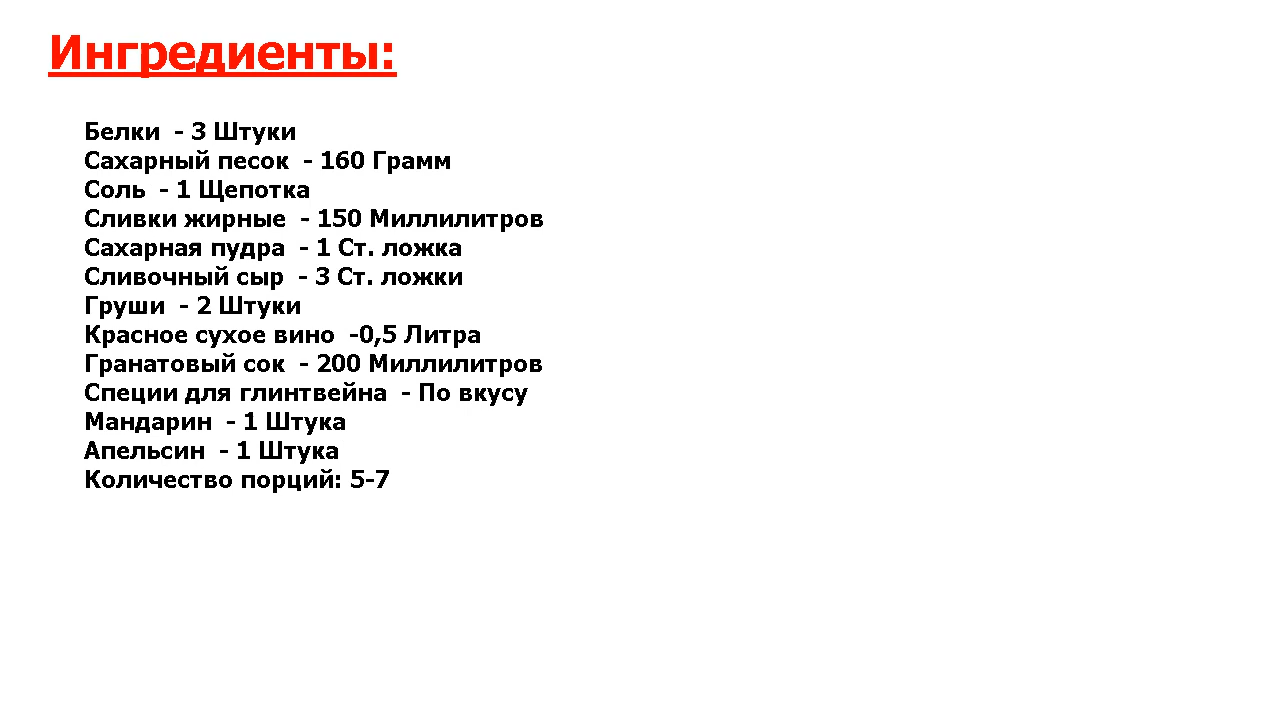 Ингредиенты:
Белки - 3 Штуки
Сахарный песок - 160 Грамм
Соль - 1 Щепотка
Сливки жирные - 150 Миллилитров
Сахарная пудра - 1 Ст. ложка
Сливочный сыр - 3 Ст. ложки
Груши - 2 Штуки
Красное сухое вино -0,5 Литра
Гранатовый сок - 200 Миллилитров
Специи для глинтвейна - По вкусу
Мандарин - 1 Штука
Апельсин - 1 Штука
Количество порций: 5-7